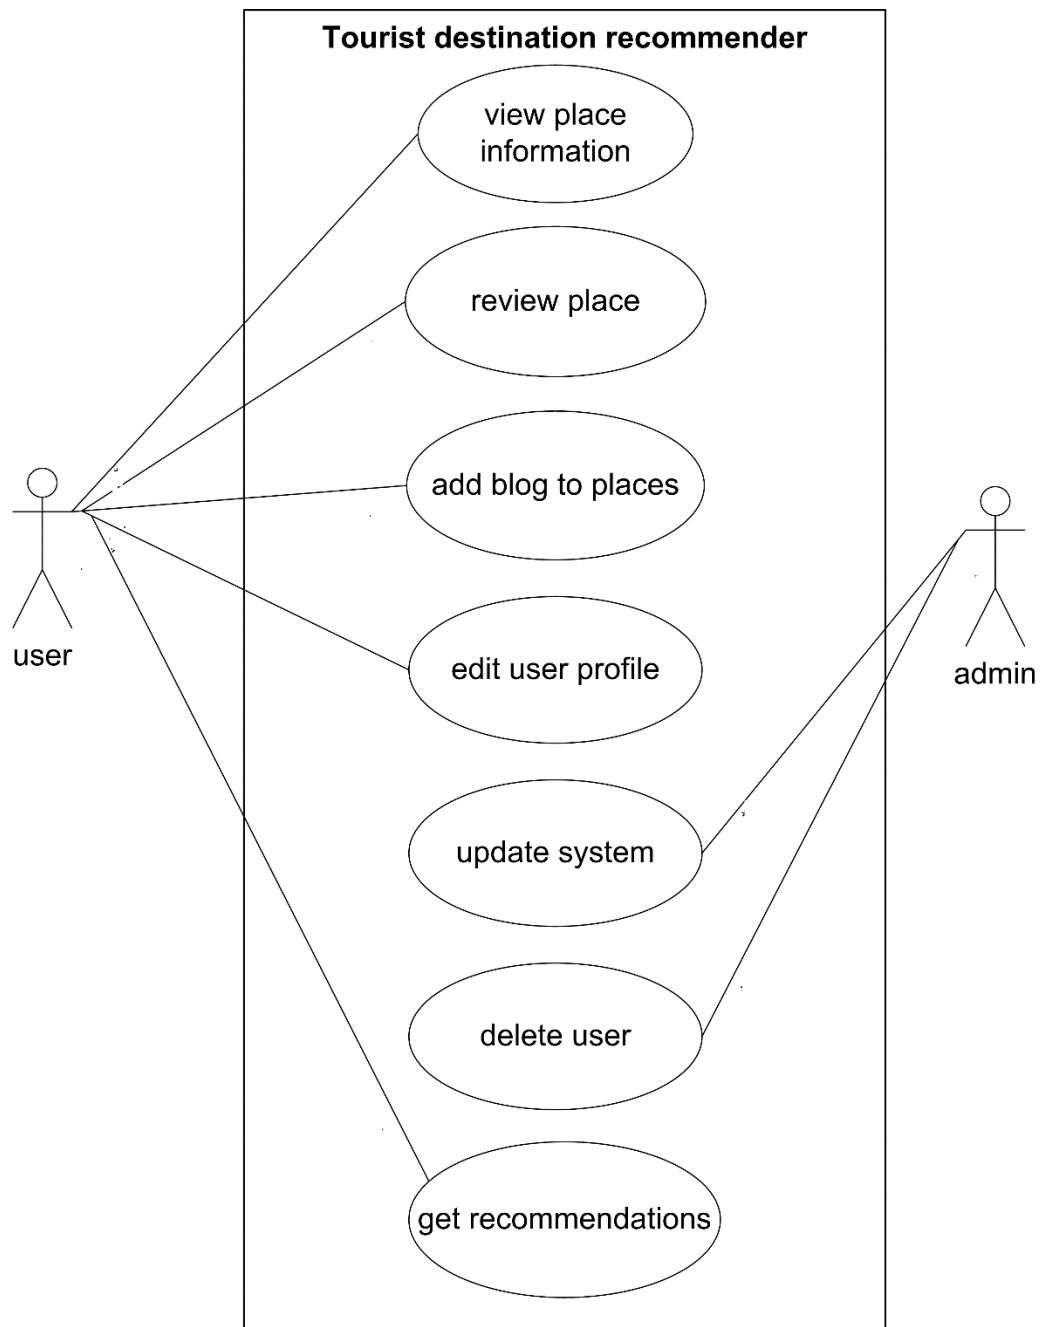 Tourist destination recommender
view place
information
review place
add blog to places
user
edit user profile
admin
update system
delete user
get recommendations